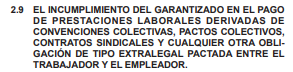 2.9 EL INCUMPLIMIENTO DEL GARANTIZADO EN EL PAGO
DE PRESTACIONES LABORALES DERIVADAS DE
CONVENCIONES COLECTIVAS, PACTOS COLECTIVOS,
CONTRATOS SINDICALES Y CUALQUIER OTRA OBLI-
GACIÓN DE TIPO EXTRALEGAL PACTADA ENTRE EL
TRABAJADOR Y EL EMPLEADOR.